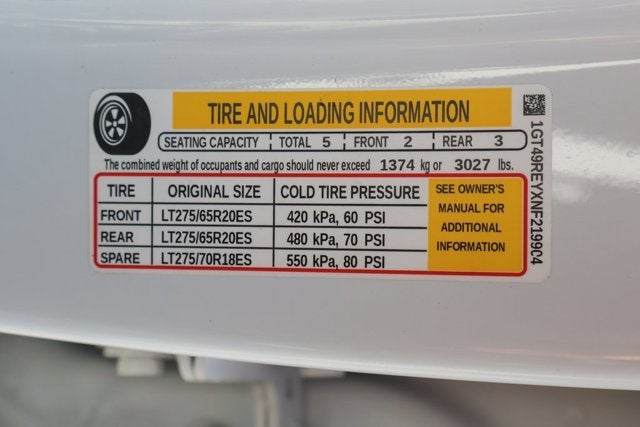 TIRE AND LOADING INFORMATION
SEATING CAPACITY TOTAL 5 FRONT 2 REAR 3
The combined weight of occupants and cargo should never exceed 1374 kg or 3027 lbs.
TIRE ORIGINAL SIZE COLD TIRE PRESSURE
FRONT LT275/65R20ES 420 kPa, 60 PSI
REAR LT275/65R20ES 480 kPa, 70 PSI
SPARE LT275/70R18ES 550 kPa, 80 PSI
SEE OWNER'S
MANUAL FOR
ADDITIONAL
INFORMATION
1GT49REYXNF219904